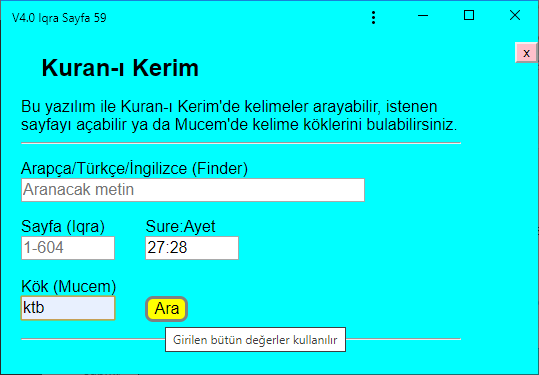 V4.0 Iqra Sayfa 59
x
Kuran-ı Kerim
Bu yazılım ile Kuran-ı Kerim'de kelimeler arayabilir, istenen
sayfayı açabilir ya da Mucem'de kelime köklerini bulabilirsiniz.
Arapça/Türkçe/İngilizce (Finder)
Aranacak metin
Sayfa (Iqra) Sure:Ayet
1-604 27:28
Kök (Mucem)
ktb Ara
Girilen bütün değerler kullanılır